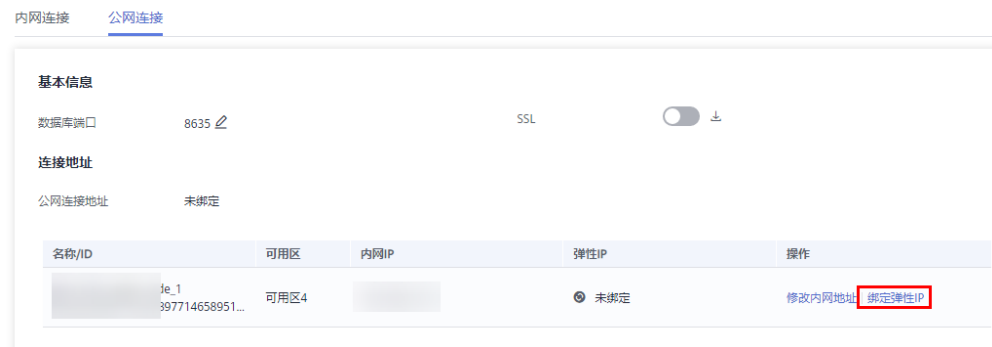 内网连接 公网连接
基本信息
数据库端口 8635 SSL
连接地址
公网连接地址 未绑定
名称/ID 可用区 内网IP 弹性IP 操作
de_1
897714658951...
可用区4 未绑定 修改内网地址 绑定弹性IP